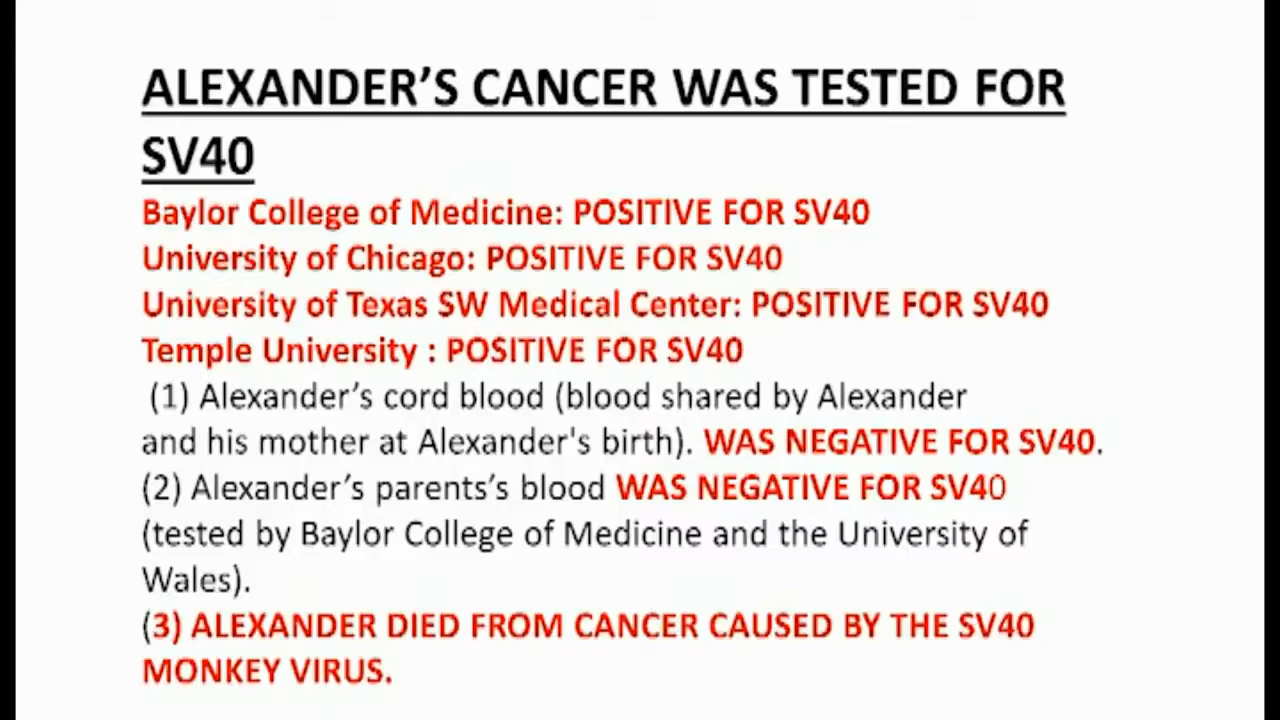 ALEXANDER’S CANCER WAS TESTED FOR
SV40
Baylor College of Medicine: POSITIVE FOR SV40
University of Chicago: POSITIVE FOR SV40
University of Texas SW Medical Center: POSITIVE FOR SV40
Temple University : POSITIVE FOR SV40
(1) Alexander’s cord blood (blood shared by Alexander
and his mother at Alexander's birth). WAS NEGATIVE FOR SV40.
(2) Alexander’s parents’s blood WAS NEGATIVE FOR SV40
(tested by Baylor College of Medicine and the University of
Wales).
(3) ALEXANDER DIED FROM CANCER CAUSED BY THE SV40
MONKEY VIRUS.